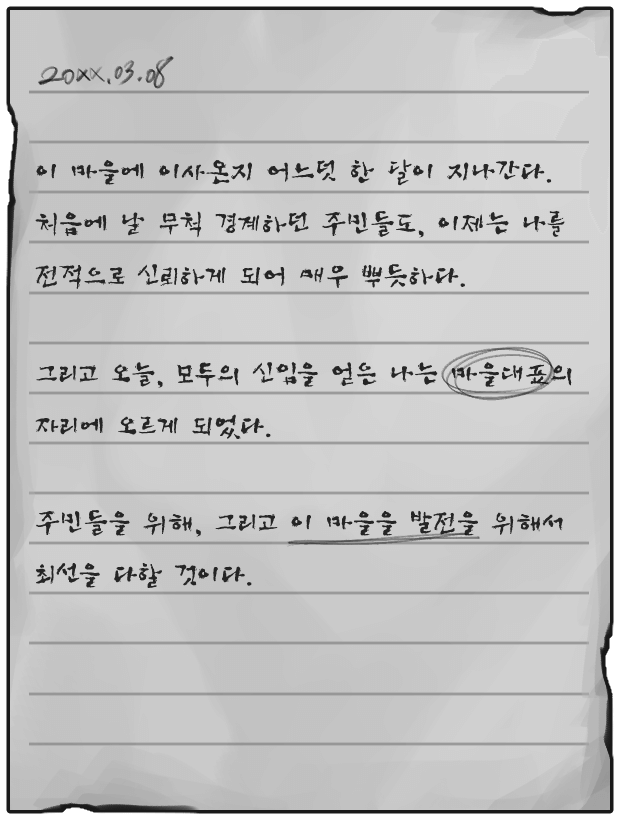 20XX.03.08
이 마을에 이사온지 어느덧 한 달이 지나간다.
처음에 날 무척 경계하던 주민들도, 이제는 나를
전적으로 신뢰하게 되어 매우 뿌듯하다.
그리고 오늘, 모두의 신임을 얻은 나는 마을대표의
자리에 오르게 되었다.
주민들을 위해, 그리고 이 마을을 발전을 위해서
최선을 다할 것이다.